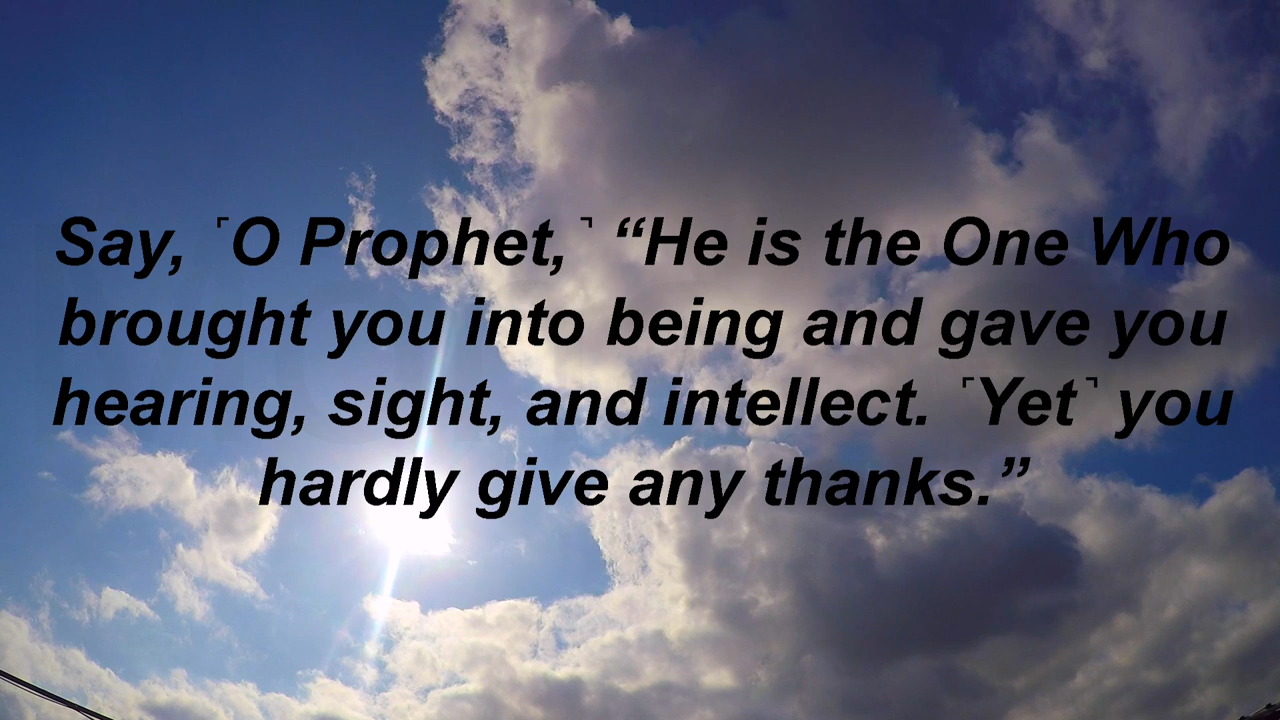 Say, ˹O Prophet,˺ “He is the One Who
brought you into being and gave you
hearing, sight, and intellect. ˹Yet˺ you
hardly give any thanks.”